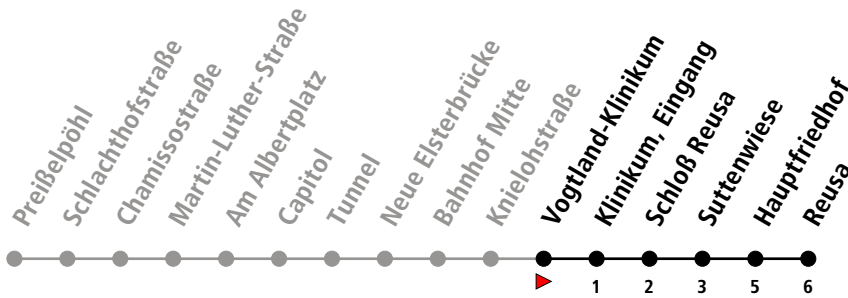 Preißelpöhl
Schlachthofstraße
Chamissostraße
Martin-Luther-Straße
Am Albertplatz
Capitol
Tunnel
Neue Elsterbrücke
Bahnhof Mitte
Knielohstraße
Vogtland-Klinikum
Klinikum, Eingang
Schloß Reusa
Suttenwiese
Hauptfriedhof
Reusa
1 2 3 5 6